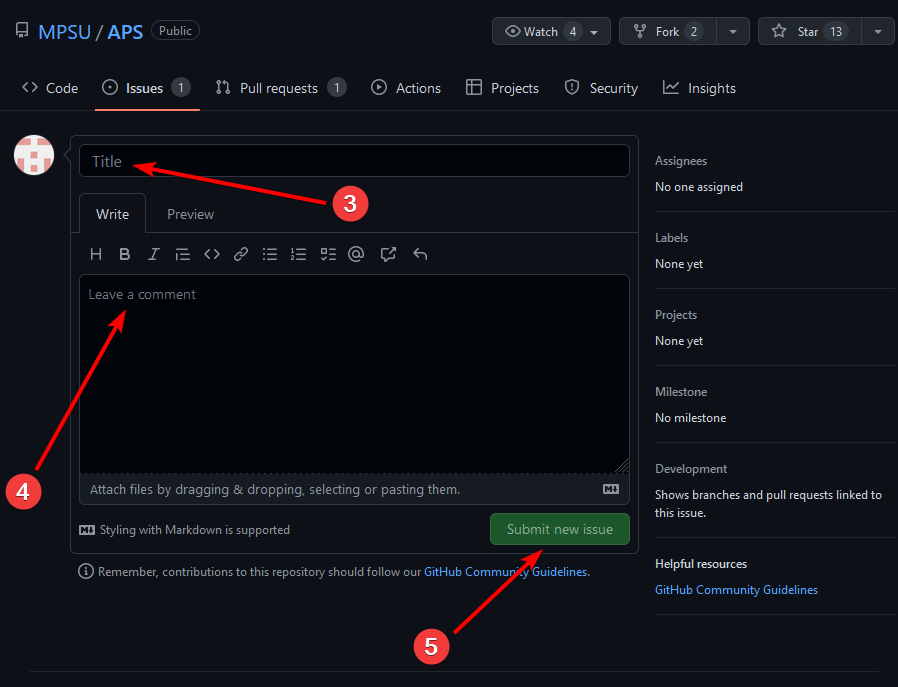 MPSU / APS Public
Watch 4 Fork 2 Star 13
Code Issues 1 Pull requests 1 Actions Projects Security Insights
Title
3
Write Preview
H B I @
Leave a comment
4
Attach files by dragging & dropping, selecting or pasting them.
Styling with Markdown is supported
Submit new issue
Remember, contributions to this repository should follow our GitHub Community Guidelines.
5
Assignees
No one assigned
Labels
None yet
Projects
None yet
Milestone
No milestone
Development
Shows branches and pull requests linked to
this issue.
Helpful resources
GitHub Community Guidelines